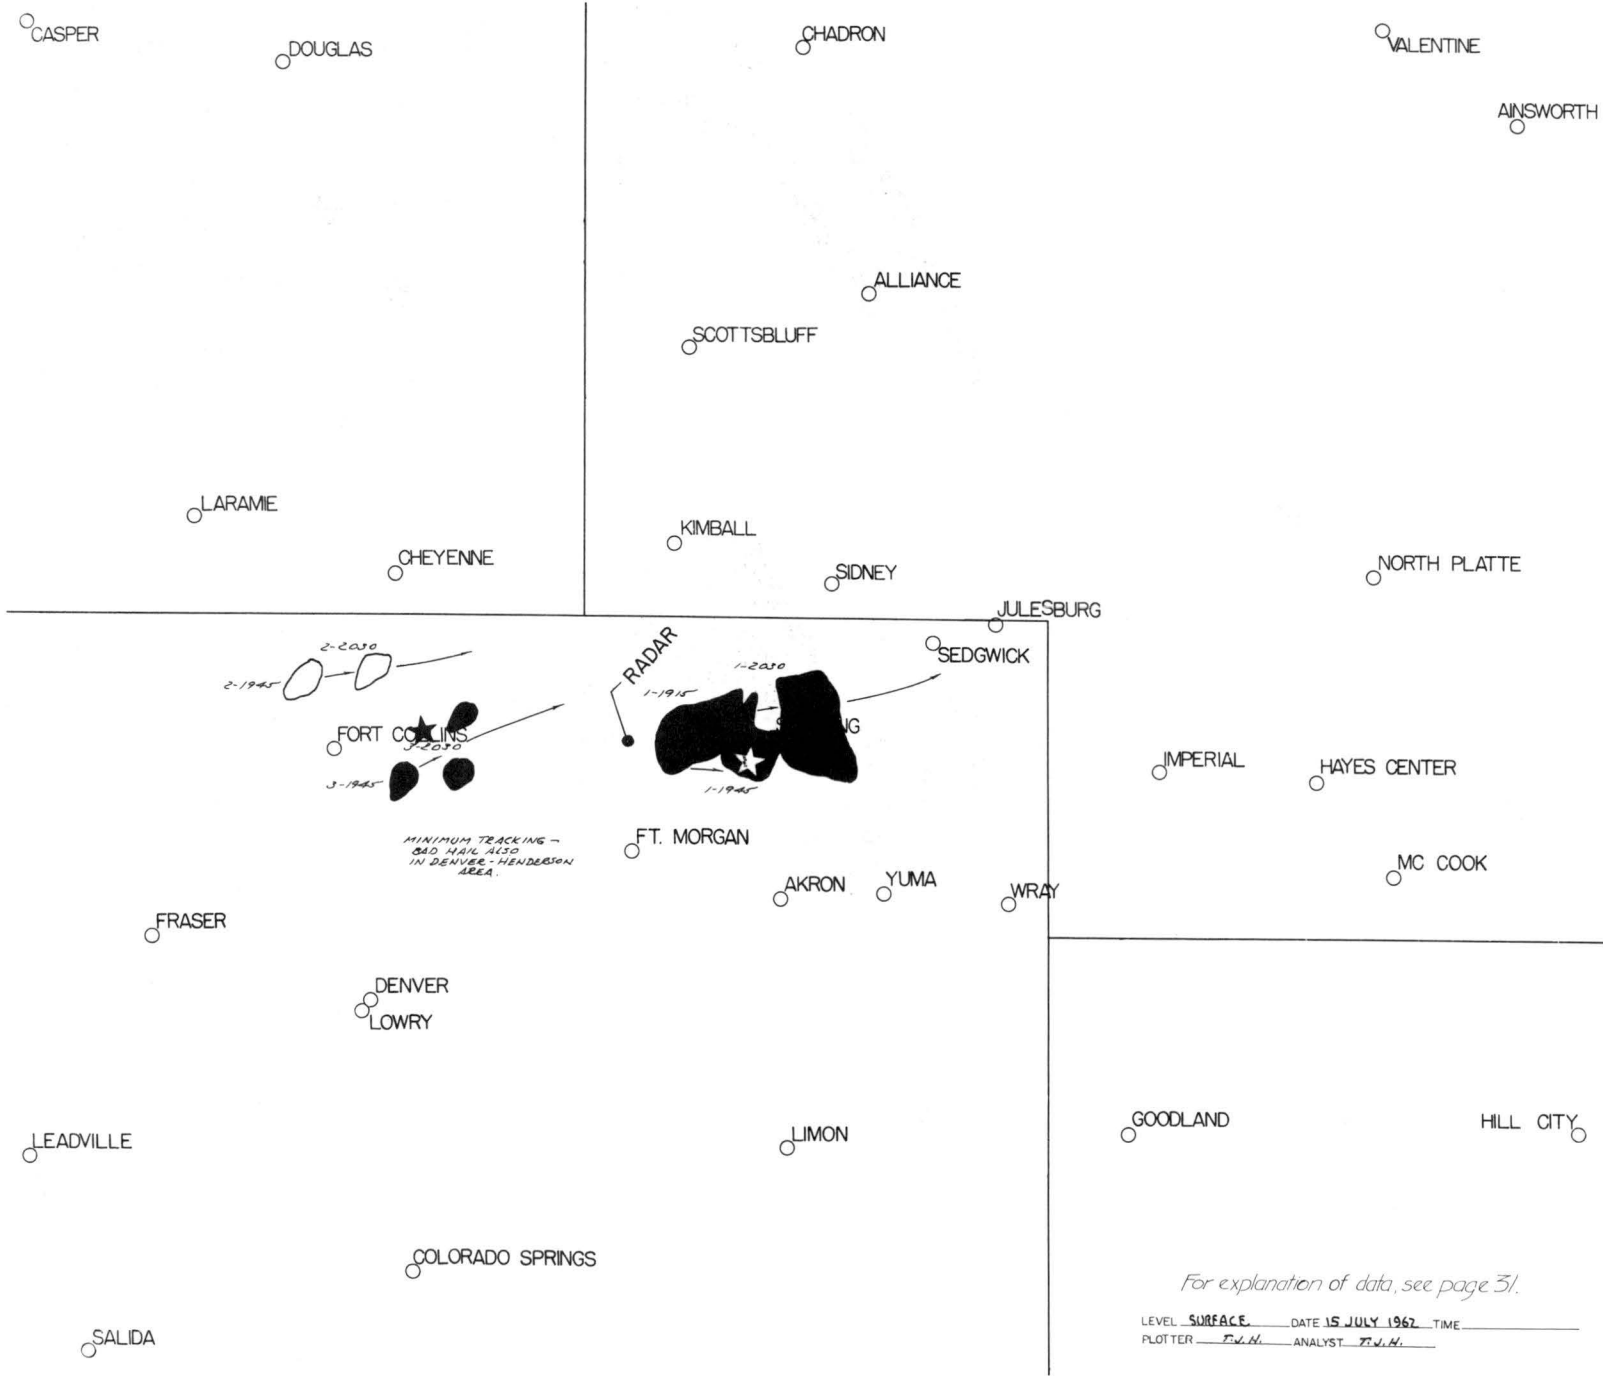 CASPER
DOUGLAS
CHADRON
VALENTINE
AINSWORTH
ALLIANCE
SCOTTSBLUFF
LARAMIE
CHEYENNE
KIMBALL
SIDNEY
NORTH PLATTE
JULESBURG
SEDGWICK
2-2030
2-1945
RADAR
1-2030
1-1915
FORT COLLINS
3-2030
3-1945
1-1945
IMPERIAL
HAYES CENTER
MINIMUM TRACKING –
BAD HAIL ALSO
IN DENVER - HENDERSON
AREA.
FT. MORGAN
AKRON
YUMA
WRAY
MC COOK
FRASER
DENVER
LOWRY
LEADVILLE
LIMON
GOODLAND
HILL CITY
COLORADO SPRINGS
SALIDA
For explanation of data, see page 31.
LEVEL SURFACE DATE 15 JULY 1962 TIME
PLOTTER T.J.H. ANALYST T.J.H.